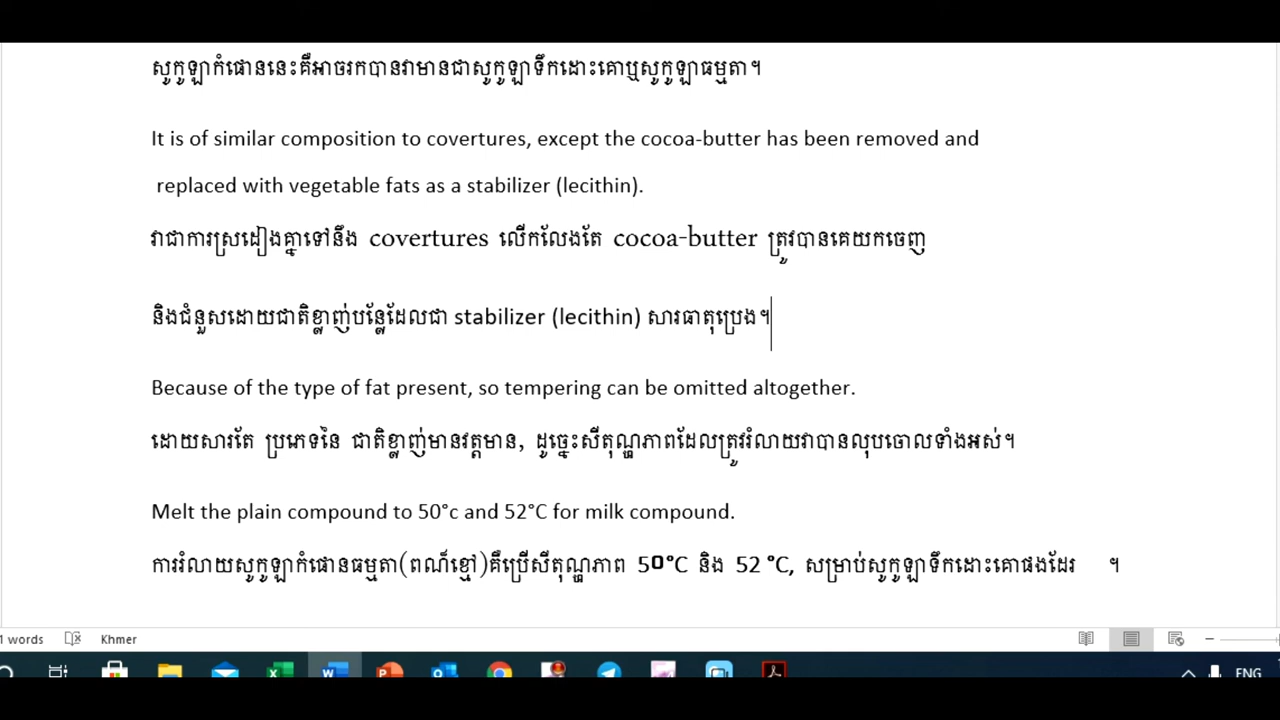 សូកូឡាកំផោននេះគឺអាចរកបានវាមានជាសូកូឡាទឹកដោះគោឬសូកូឡាធម្មតា។
It is of similar composition to covertures, except the cocoa-butter has been removed and
replaced with vegetable fats as a stabilizer (lecithin).
វាជាការស្រដៀងគ្នាទៅនឹង covertures លើកលែងតែ cocoa-butter ត្រូវបានគេយកចេញ
និងជំនួសដោយជាតិខ្លាញ់បន្លែដែលជា stabilizer (lecithin) សារធាតុប្រេង។
Because of the type of fat present, so tempering can be omitted altogether.
ដោយសារតែ ប្រភេទនៃ ជាតិខ្លាញ់មានវត្តមាន, ដូច្នេះសីតុណ្ហភាពដែលត្រូវរំលាយវាបានលុបចោលទាំងអស់។
Melt the plain compound to 50°c and 52°C for milk compound.
ការរំលាយសូកូឡាកំផោនធម្មតា(ពណ៍ខ្មៅ)គឺប្រើសីតុណ្ហភាព 50°C និង 52 °C, សម្រាប់សូកូឡាទឹកដោះគោផងដែរ ។
words Khmer
ENG